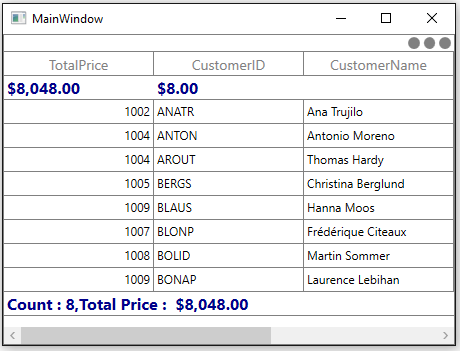 MainWindow
TotalPrice CustomerID CustomerName
$8,048.00 $8.00
1002 ANATR Ana Trujilo
1004 ANTON Antonio Moreno
1004 AROUT Thomas Hardy
1005 BERGS Christina Berglund
1009 BLAUS Hanna Moos
1007 BLONP Frédérique Citeaux
1008 BOLID Martin Sommer
1009 BONAP Laurence Lebihan
Count : 8,Total Price : $8,048.00